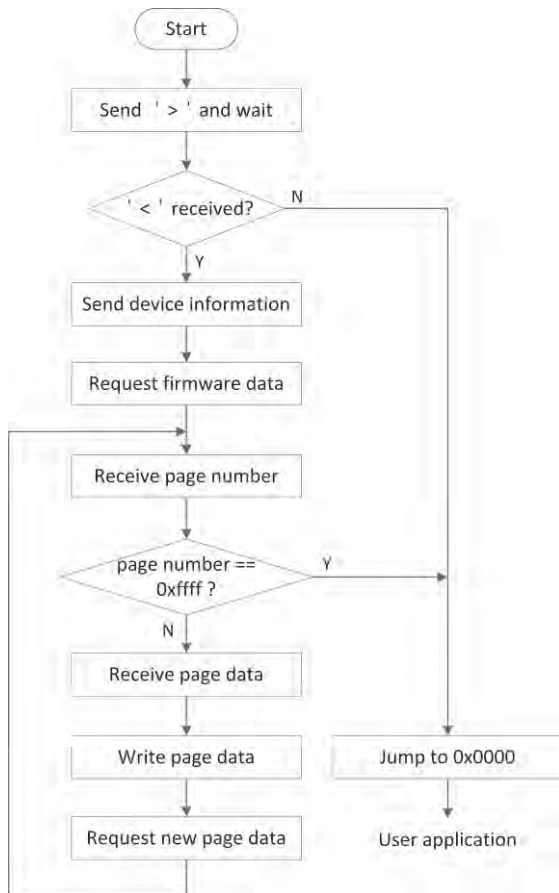 Start
Send ' > ' and wait
' < ' received?
N
Y
Send device information
Request firmware data
Receive page number
page number ==
0xffff ?
Y
N
Receive page data
Write page data
Jump to 0x0000
Request new page data
User application